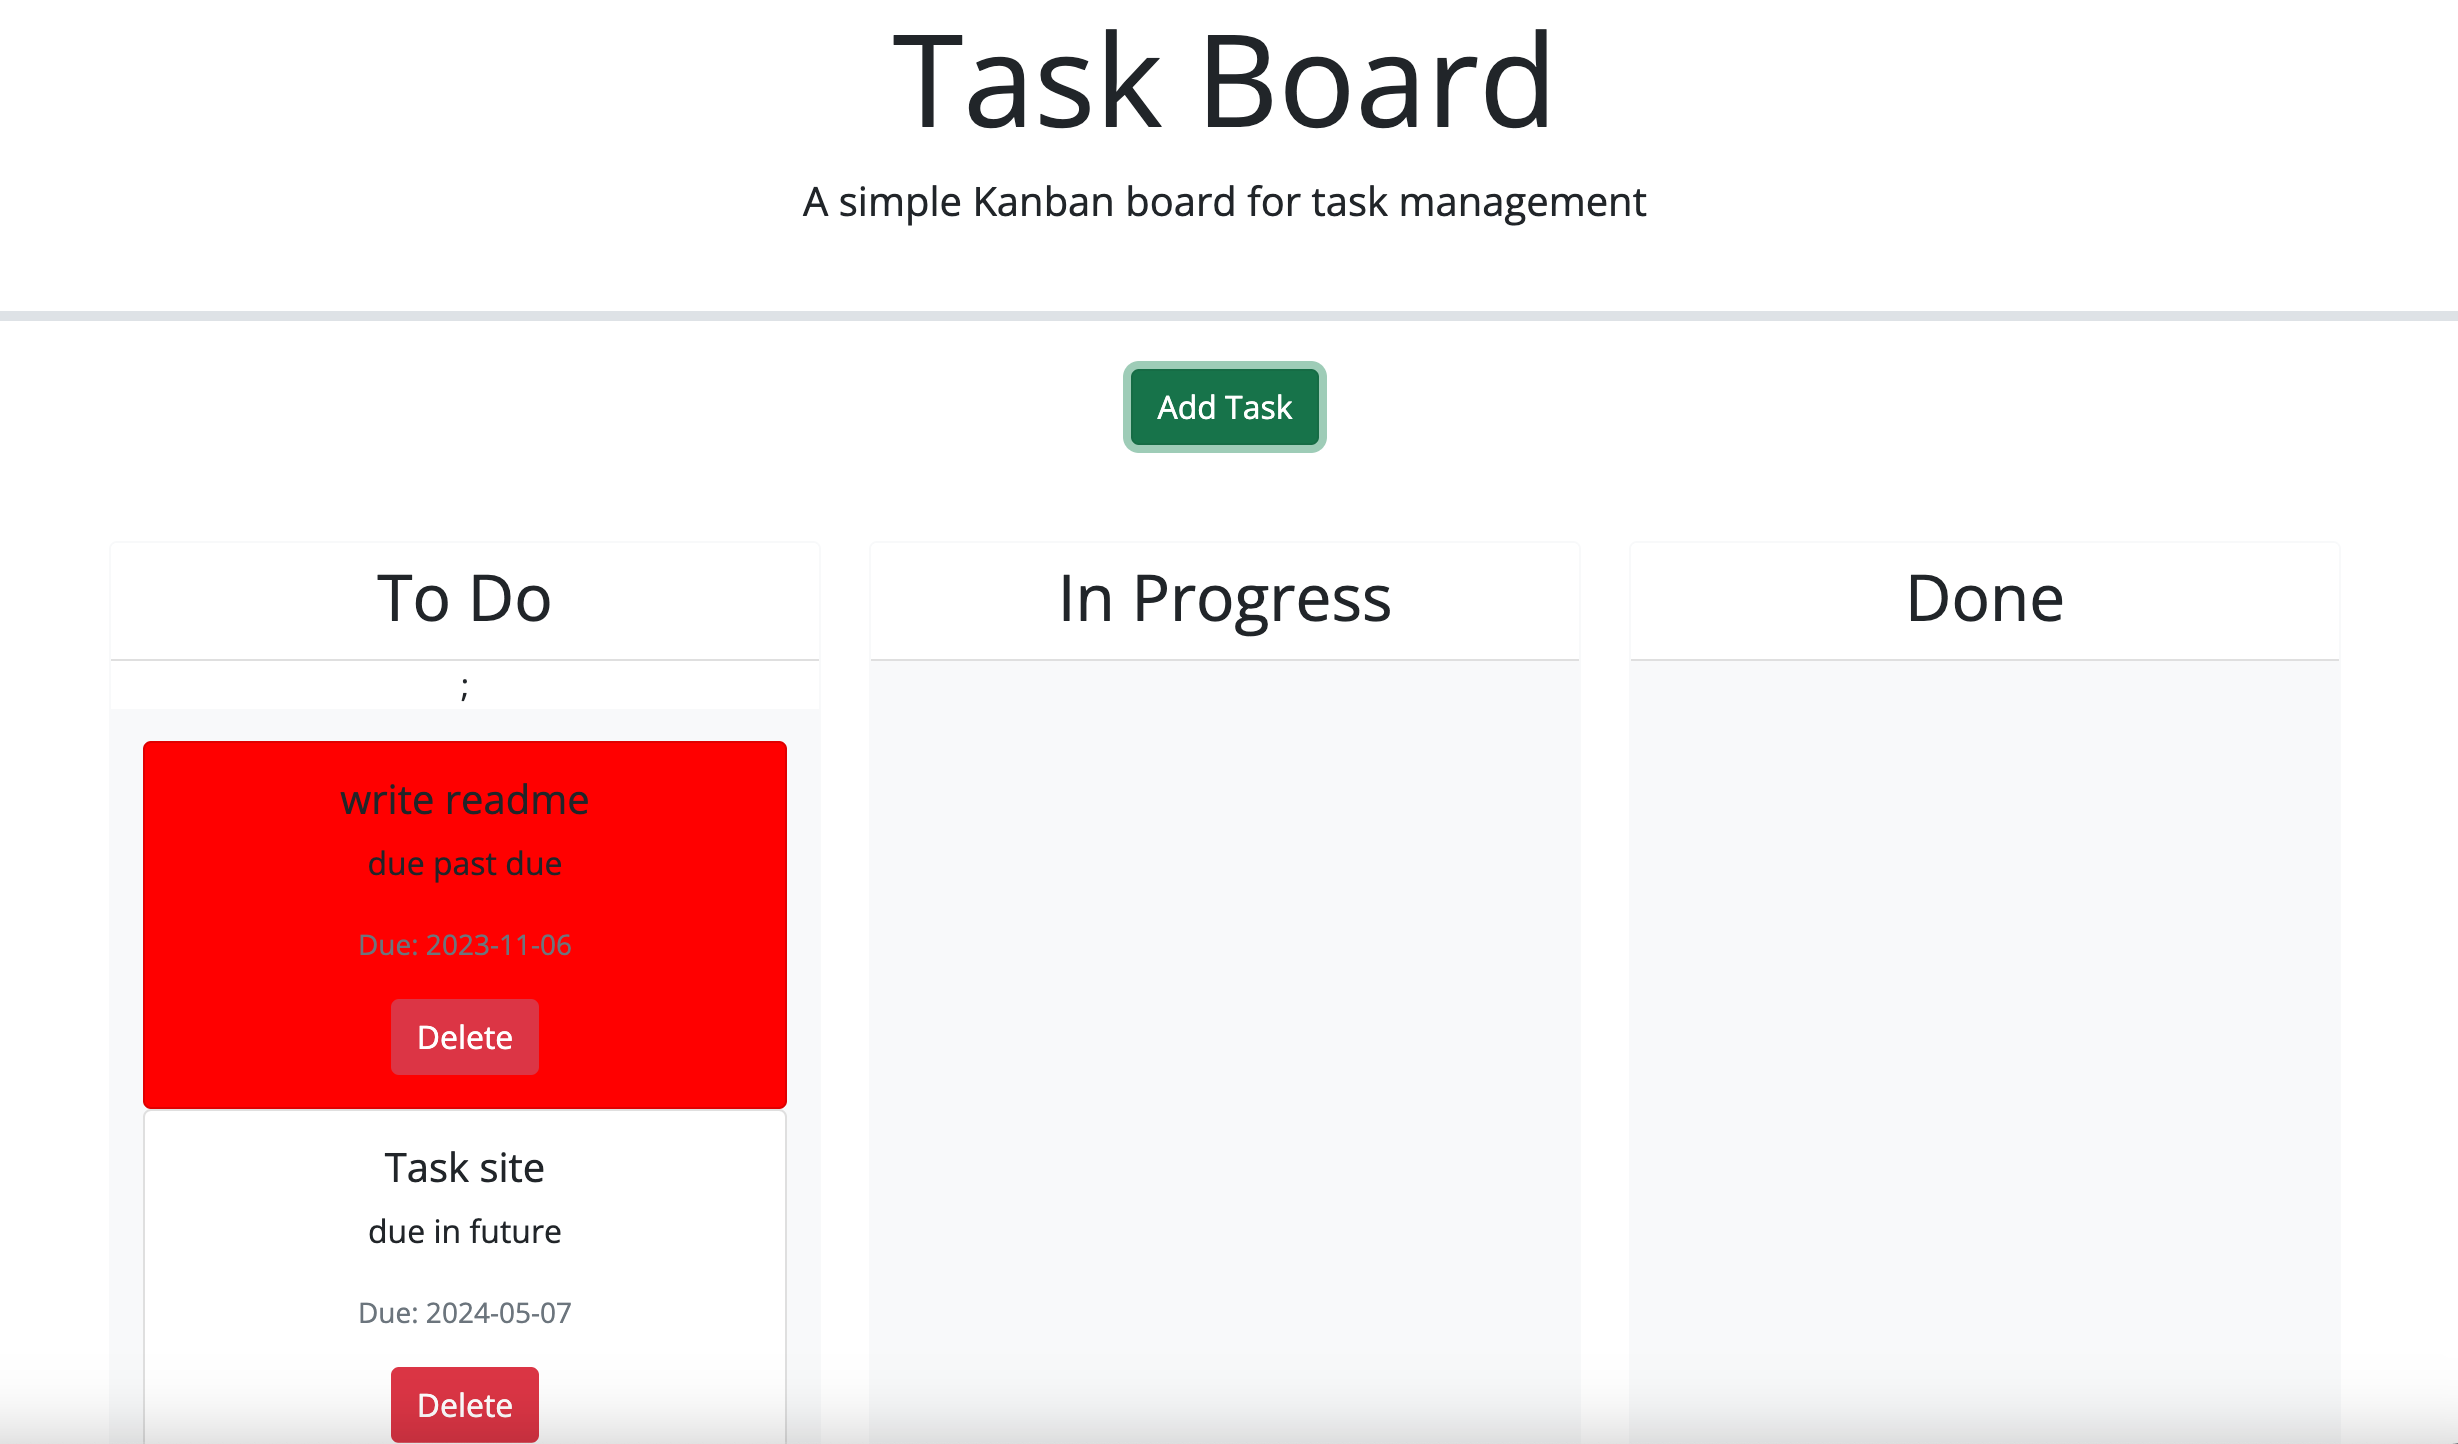 Task Board
A simple Kanban board for task management
Add Task
To Do
;
write readme
due past due
Due: 2023-11-06
Delete
Task site
due in future
Due: 2024-05-07
Delete
In Progress
Done